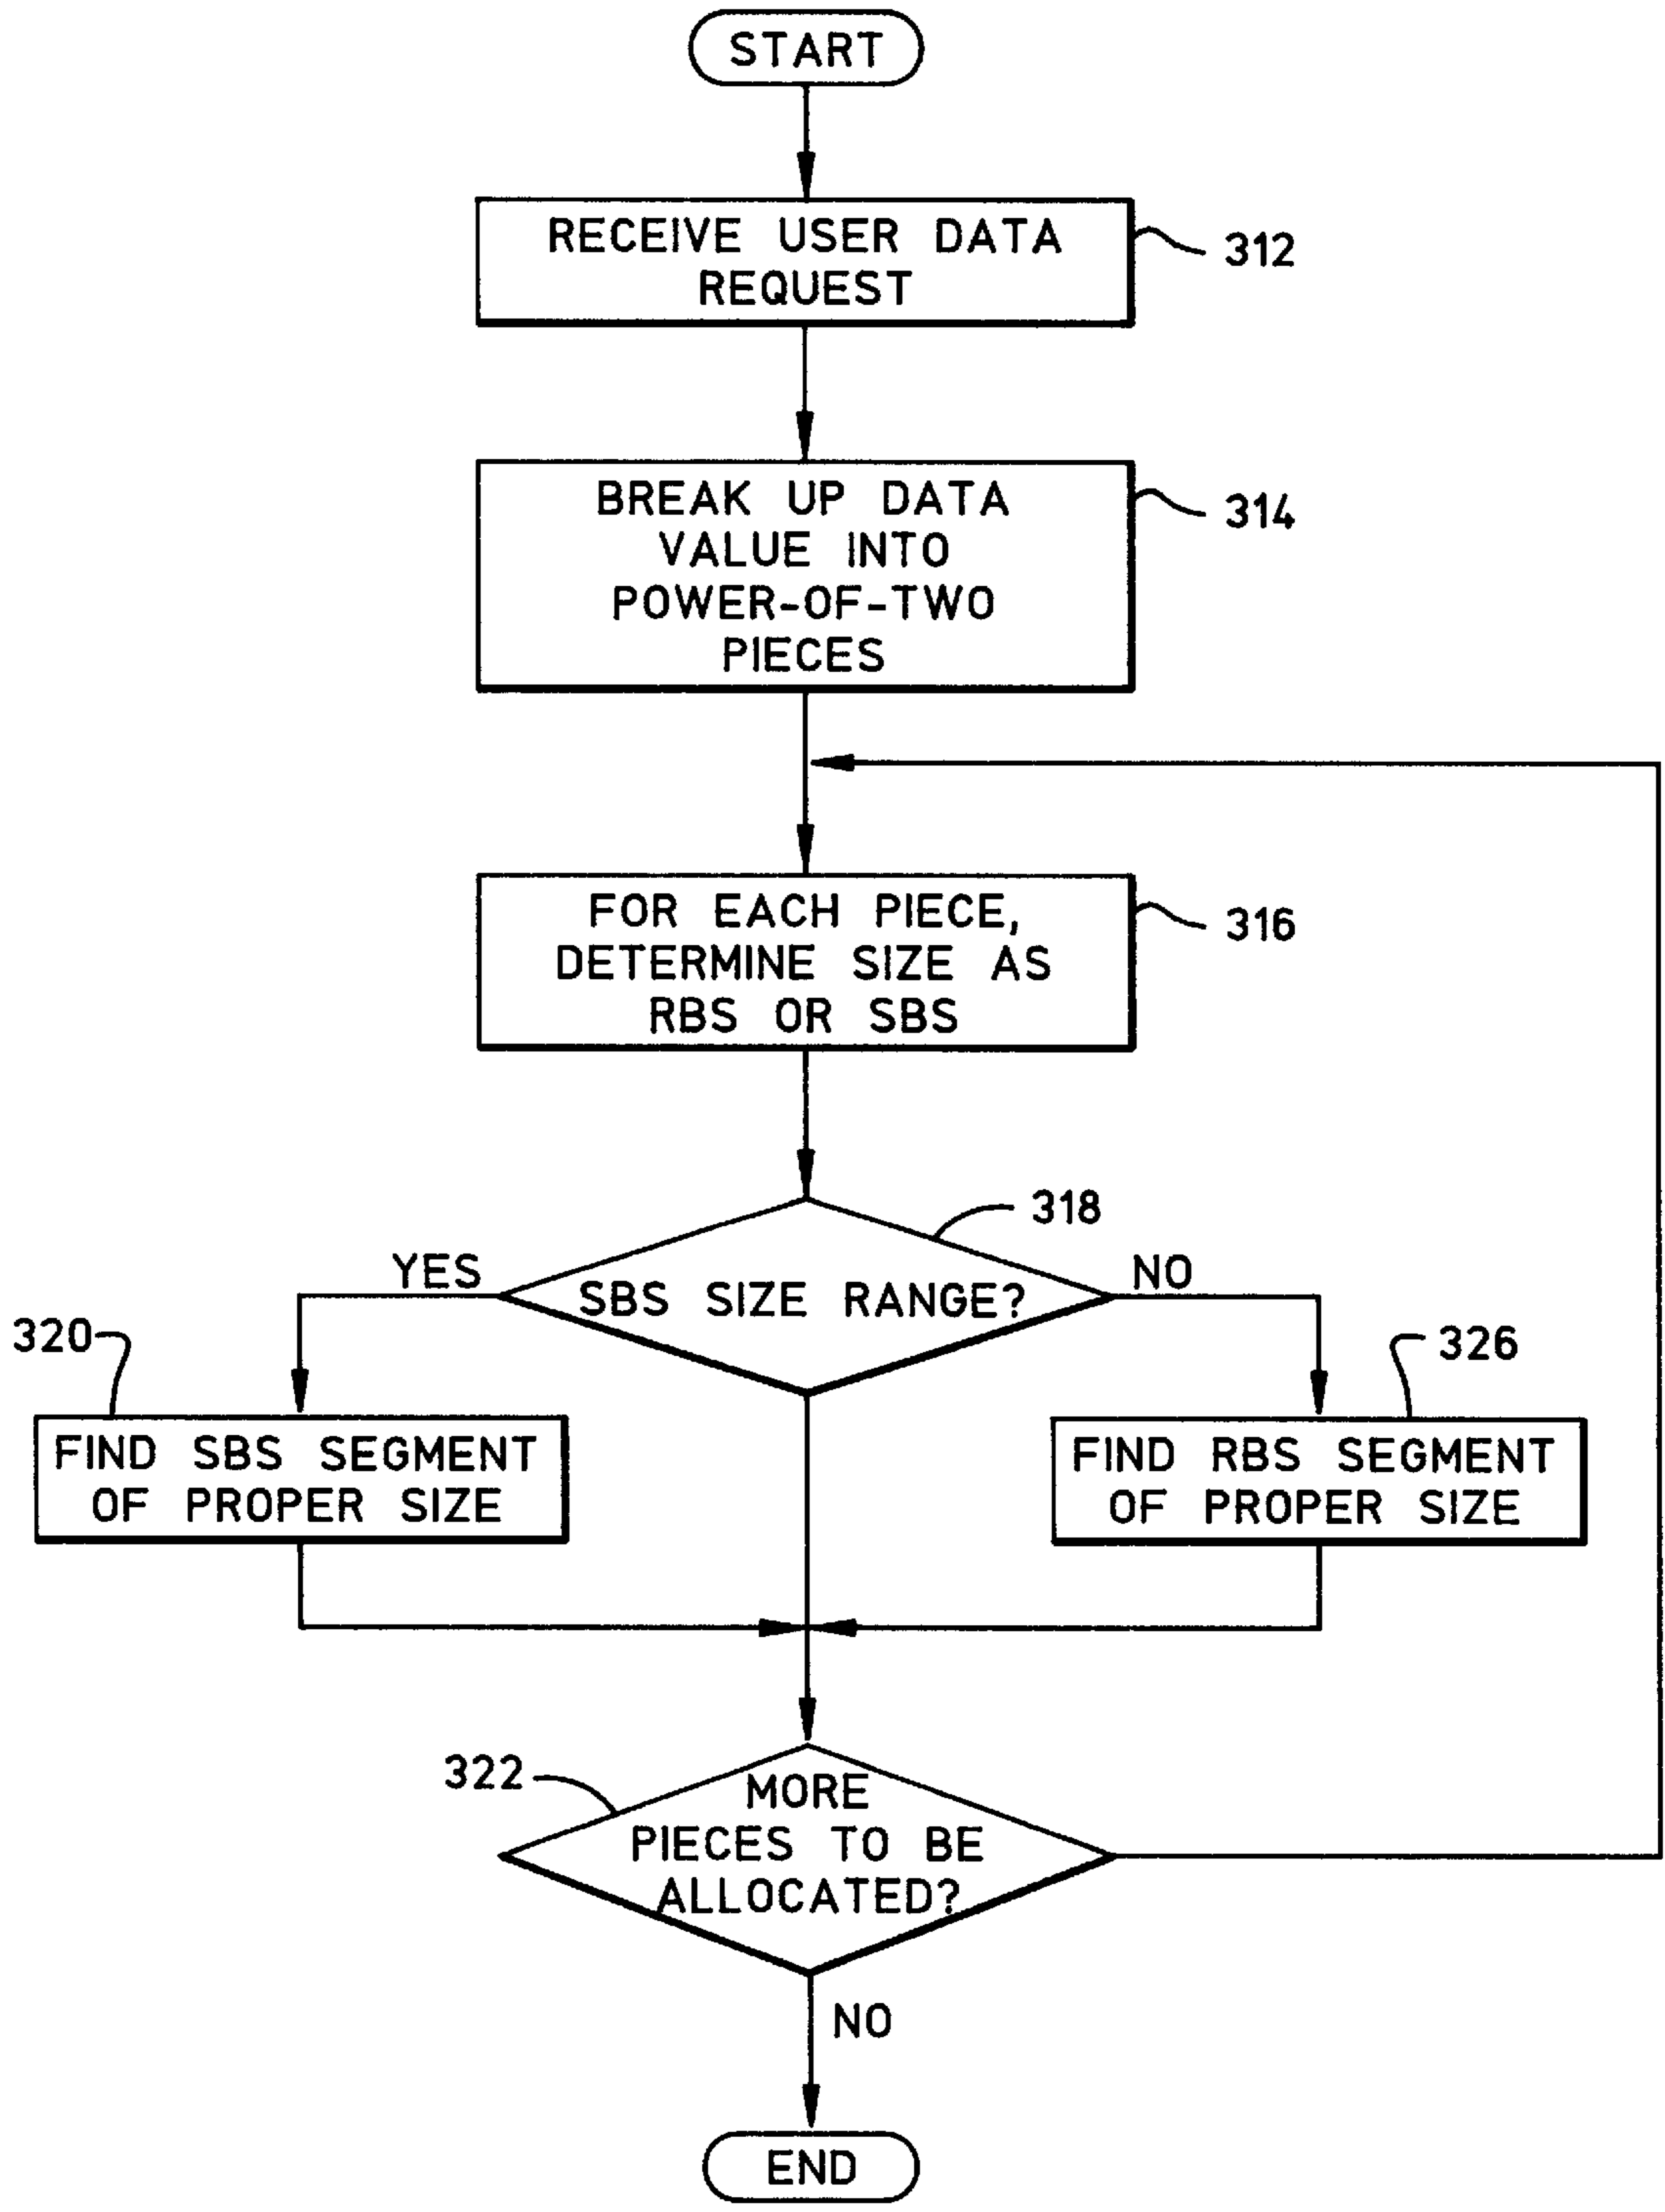 START
RECEIVE USER DATA
REQUEST
312
BREAK UP DATA
VALUE INTO
POWER-OF-TWO
PIECES
314
FOR EACH PIECE,
DETERMINE SIZE AS
RBS OR SBS
316
318
YES
SBS SIZE RANGE?
NO
320
326
FIND SBS SEGMENT
OF PROPER SIZE
FIND RBS SEGMENT
OF PROPER SIZE
322
MORE
PIECES TO BE
ALLOCATED?
NO
END